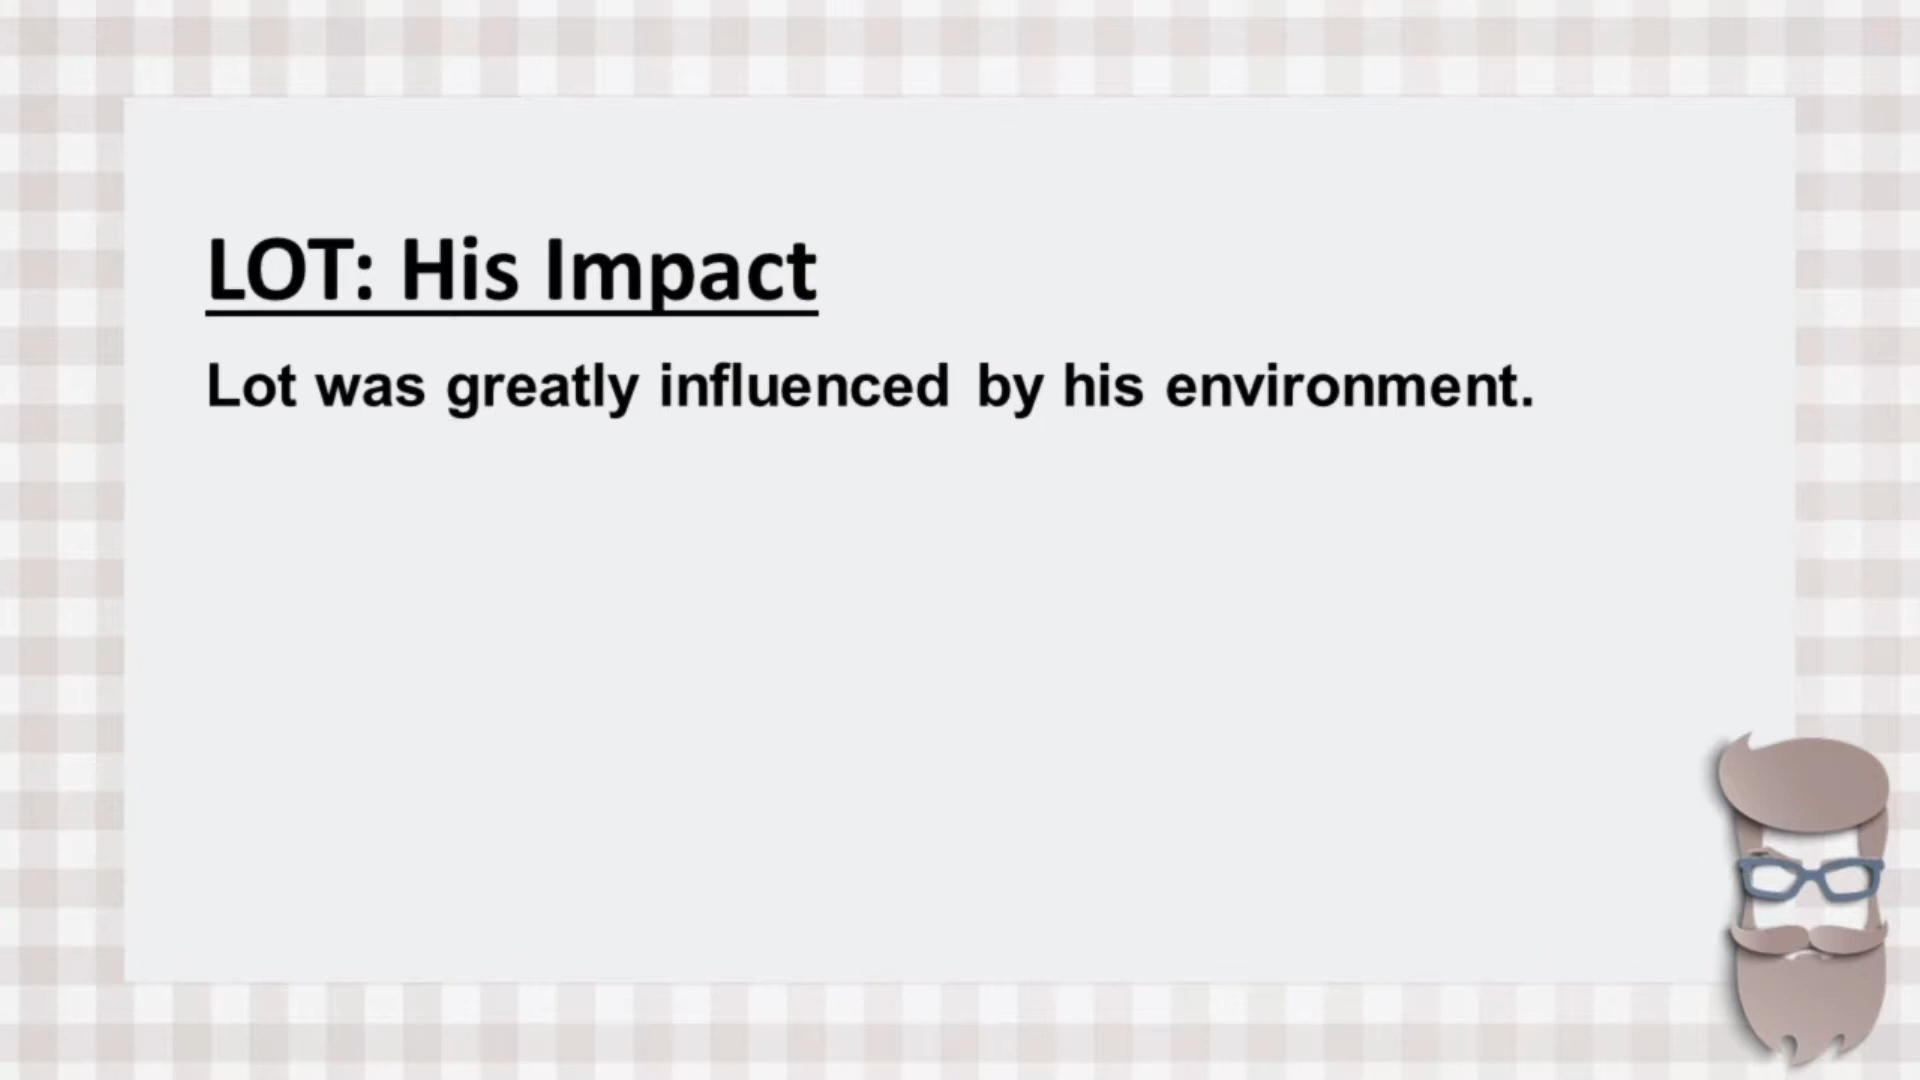 LOT: His Impact
Lot was greatly influenced by his environment.